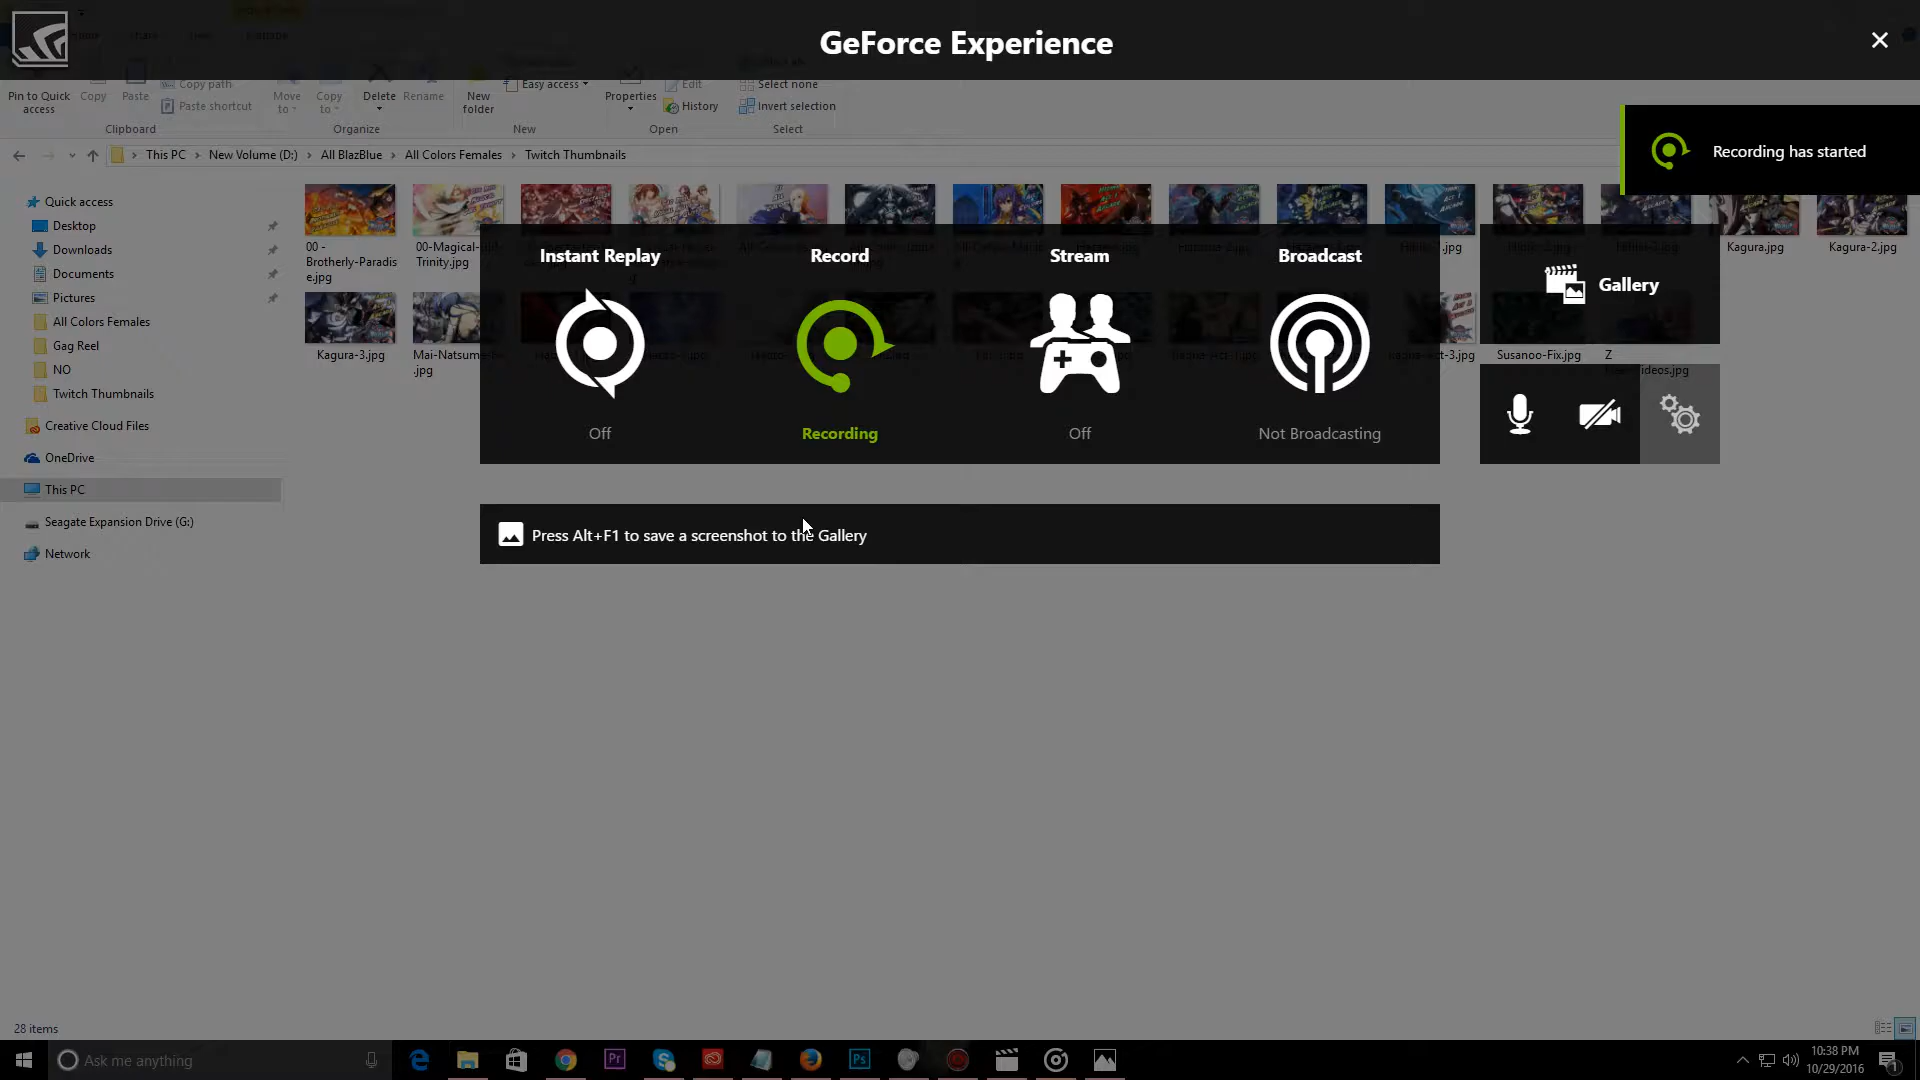 GeForce Experience
Pin to Quick access
Copy
Paste
Copy path
Paste shortcut
Move to
Copy to
Delete
Rename
New folder
Easy access
Properties
Edit
History
Select none
Invert selection
Clipboard
Organize
New
Open
Select
Recording has started
This PC
New Volume (D:)
All BlazBlue
All Colors Females
Twitch Thumbnails
Quick access
Desktop
Downloads
Documents
Pictures
All Colors Females
Gag Reel
NO
Twitch Thumbnails
Creative Cloud Files
OneDrive
This PC
Seagate Expansion Drive (G:)
Network
00 -
Brotherly-Paradis
e.jpg
Trinity.jpg
Kagura.jpg
Kagura-2.jpg
Kagura-3.jpg
.jpg
Susanoo-Fix.jpg
Z
Instant Replay
Record
Stream
Broadcast
Gallery
Off
Recording
Off
Not Broadcasting
Press Alt+F1 to save a screenshot to the Gallery
28 items
Ask me anything
10:38 PM
10/29/2016
1